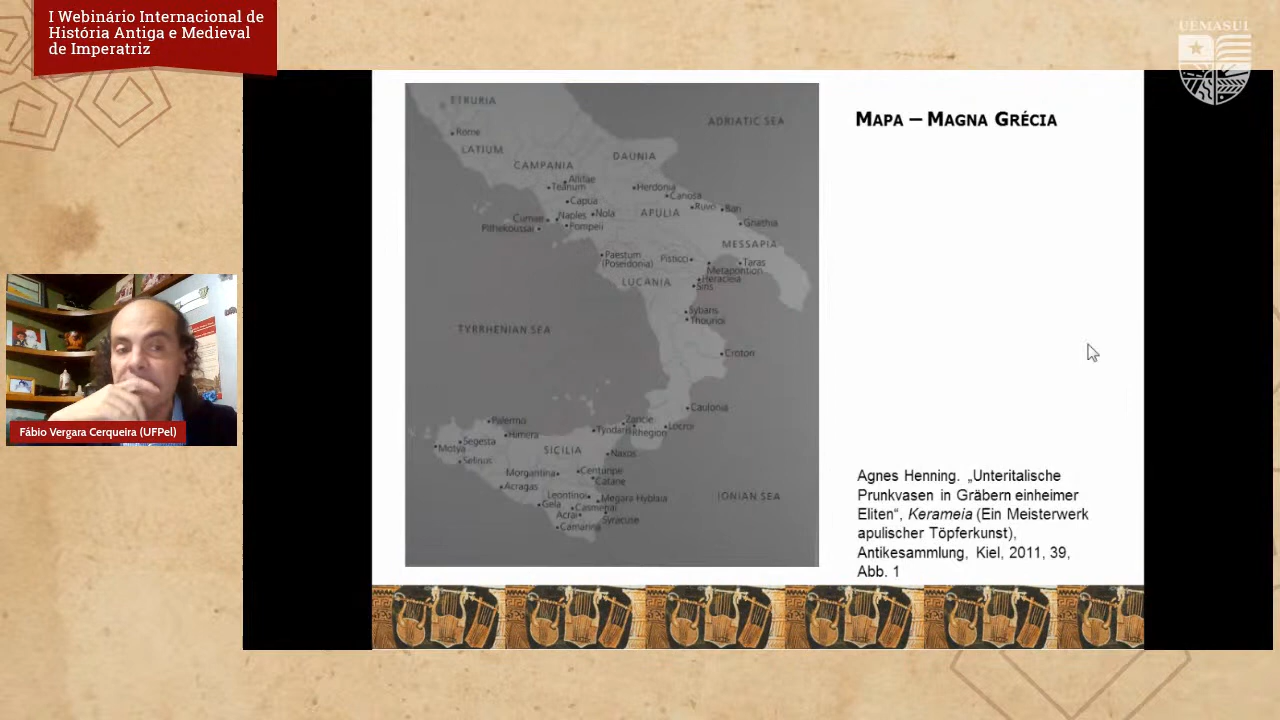 I Webinário Internacional de
História Antiga e Medieval
de Imperatriz
UEMASUL
MAPA – MAGNA GRÉCIA
ETRURIA
Rome
LATIUM
ADRIATIC SEA
CAMPANIA
DAUNIA
Allifae
Teanum
Herdonia
Canosa
Capua
Ruvo
Bari
Cumae
Naples
Nola
APULIA
Gnathia
Pithekoussai
Pompeii
MESSAPIA
Paestum
(Poseidonia)
Pisticci
Taras
Metapontion
LUCANIA
Heracleia
Siris
Sybaris
Thourioi
TYRRHENIAN SEA
Croton
Caulonia
Palermo
Zancle
Tyndaris
Rhegion
Locroi
Himera
Segesta
Motya
SICILIA
Naxos
Selinus
Morgantina
Centuripe
Catane
Acragas
Leontinoi
Megara Hyblaia
IONIAN SEA
Gela
Casmenai
Acrai
Syracuse
Camarina
Agnes Henning. „Unteritalische
Prunkvasen in Gräbern einheimer
Eliten“, Kerameia (Ein Meisterwerk
apulischer Töpferkunst),
Antikesammlung, Kiel, 2011, 39,
Abb. 1
Fábio Vergara Cerqueira (UFPel)